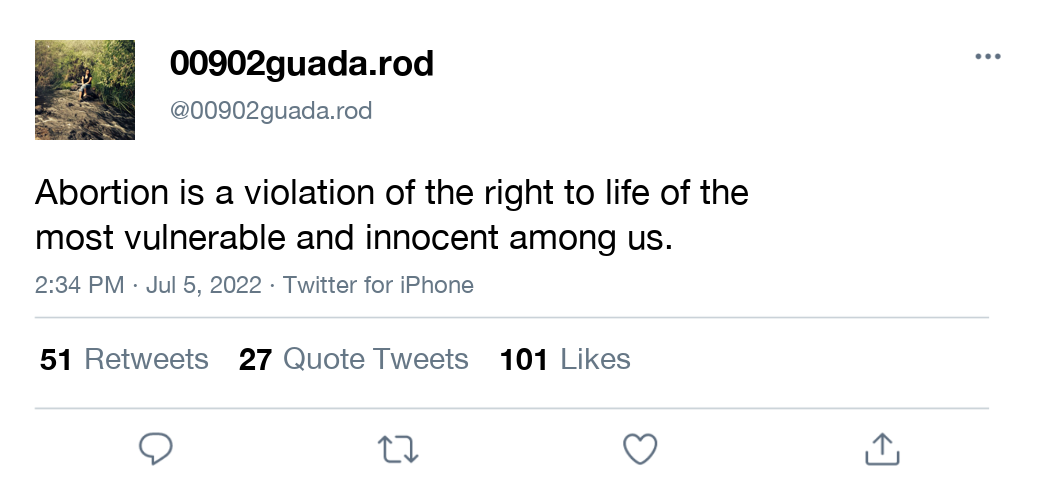 00902guada.rod
@00902guada.rod
Abortion is a violation of the right to life of the
most vulnerable and innocent among us.
2:34 PM · Jul 5, 2022 · Twitter for iPhone
51 Retweets 27 Quote Tweets 101 Likes